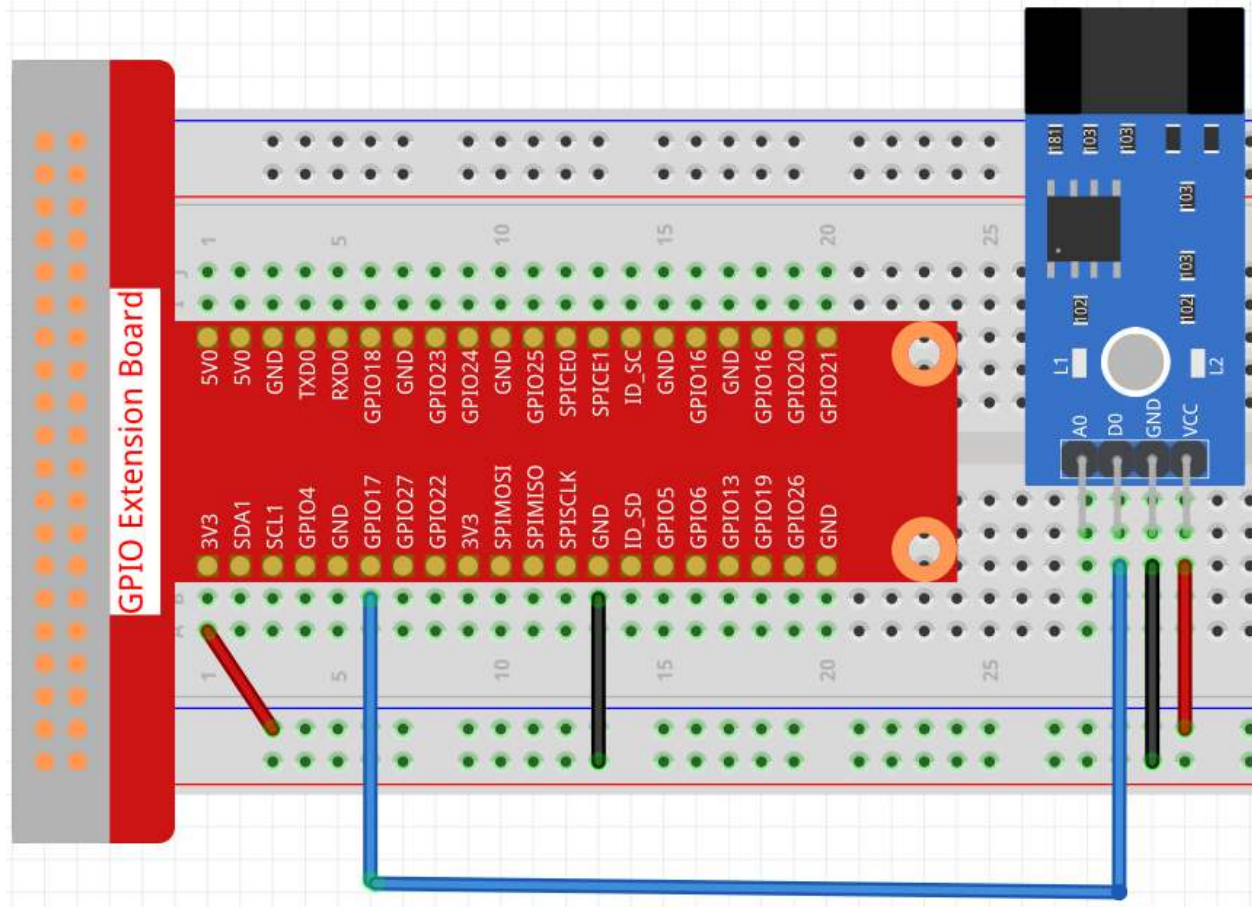 GPIO Extension Board
1
5
10
15
20
25
J
I
5V0
5V0
GND
TXD0
RXD0
GPIO18
GND
GPIO23
GPIO24
GND
GPIO25
SPICE0
SPICE1
ID_SC
GND
GPIO16
GND
GPIO16
GPIO20
GPIO21
3V3
SDA1
SCL1
GPIO4
GND
GPIO17
GPIO27
GPIO22
3V3
SPIMOSI
SPIMISO
SPISCLK
GND
ID_SD
GPIO5
GPIO6
GPIO13
GPIO19
GPIO26
GND
B
A
1
5
10
15
20
25
181
103
103
103
103
102
102
L1
L2
A0
D0
GND
VCC